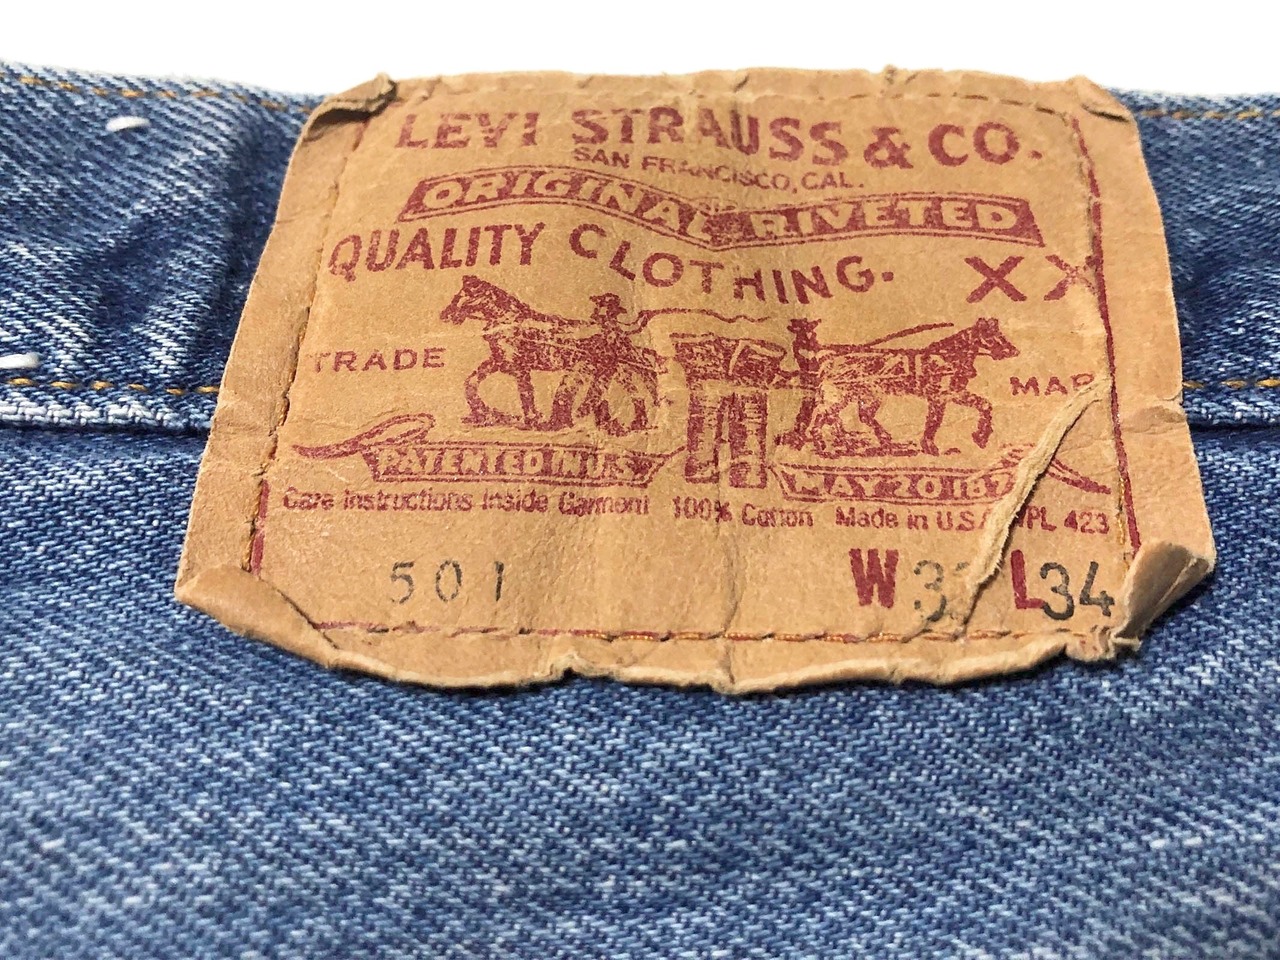 LEVI STRAUSS & CO.
SAN FRANCISCO, CAL.
ORIGINAL RIVETED
QUALITY CLOTHING. XX
TRADE MAR
PATENTED IN U.S. MAY 20 187
Care Instructions Inside Garment 100% Cotton Made in U.S.A WPL 423
501 W L34